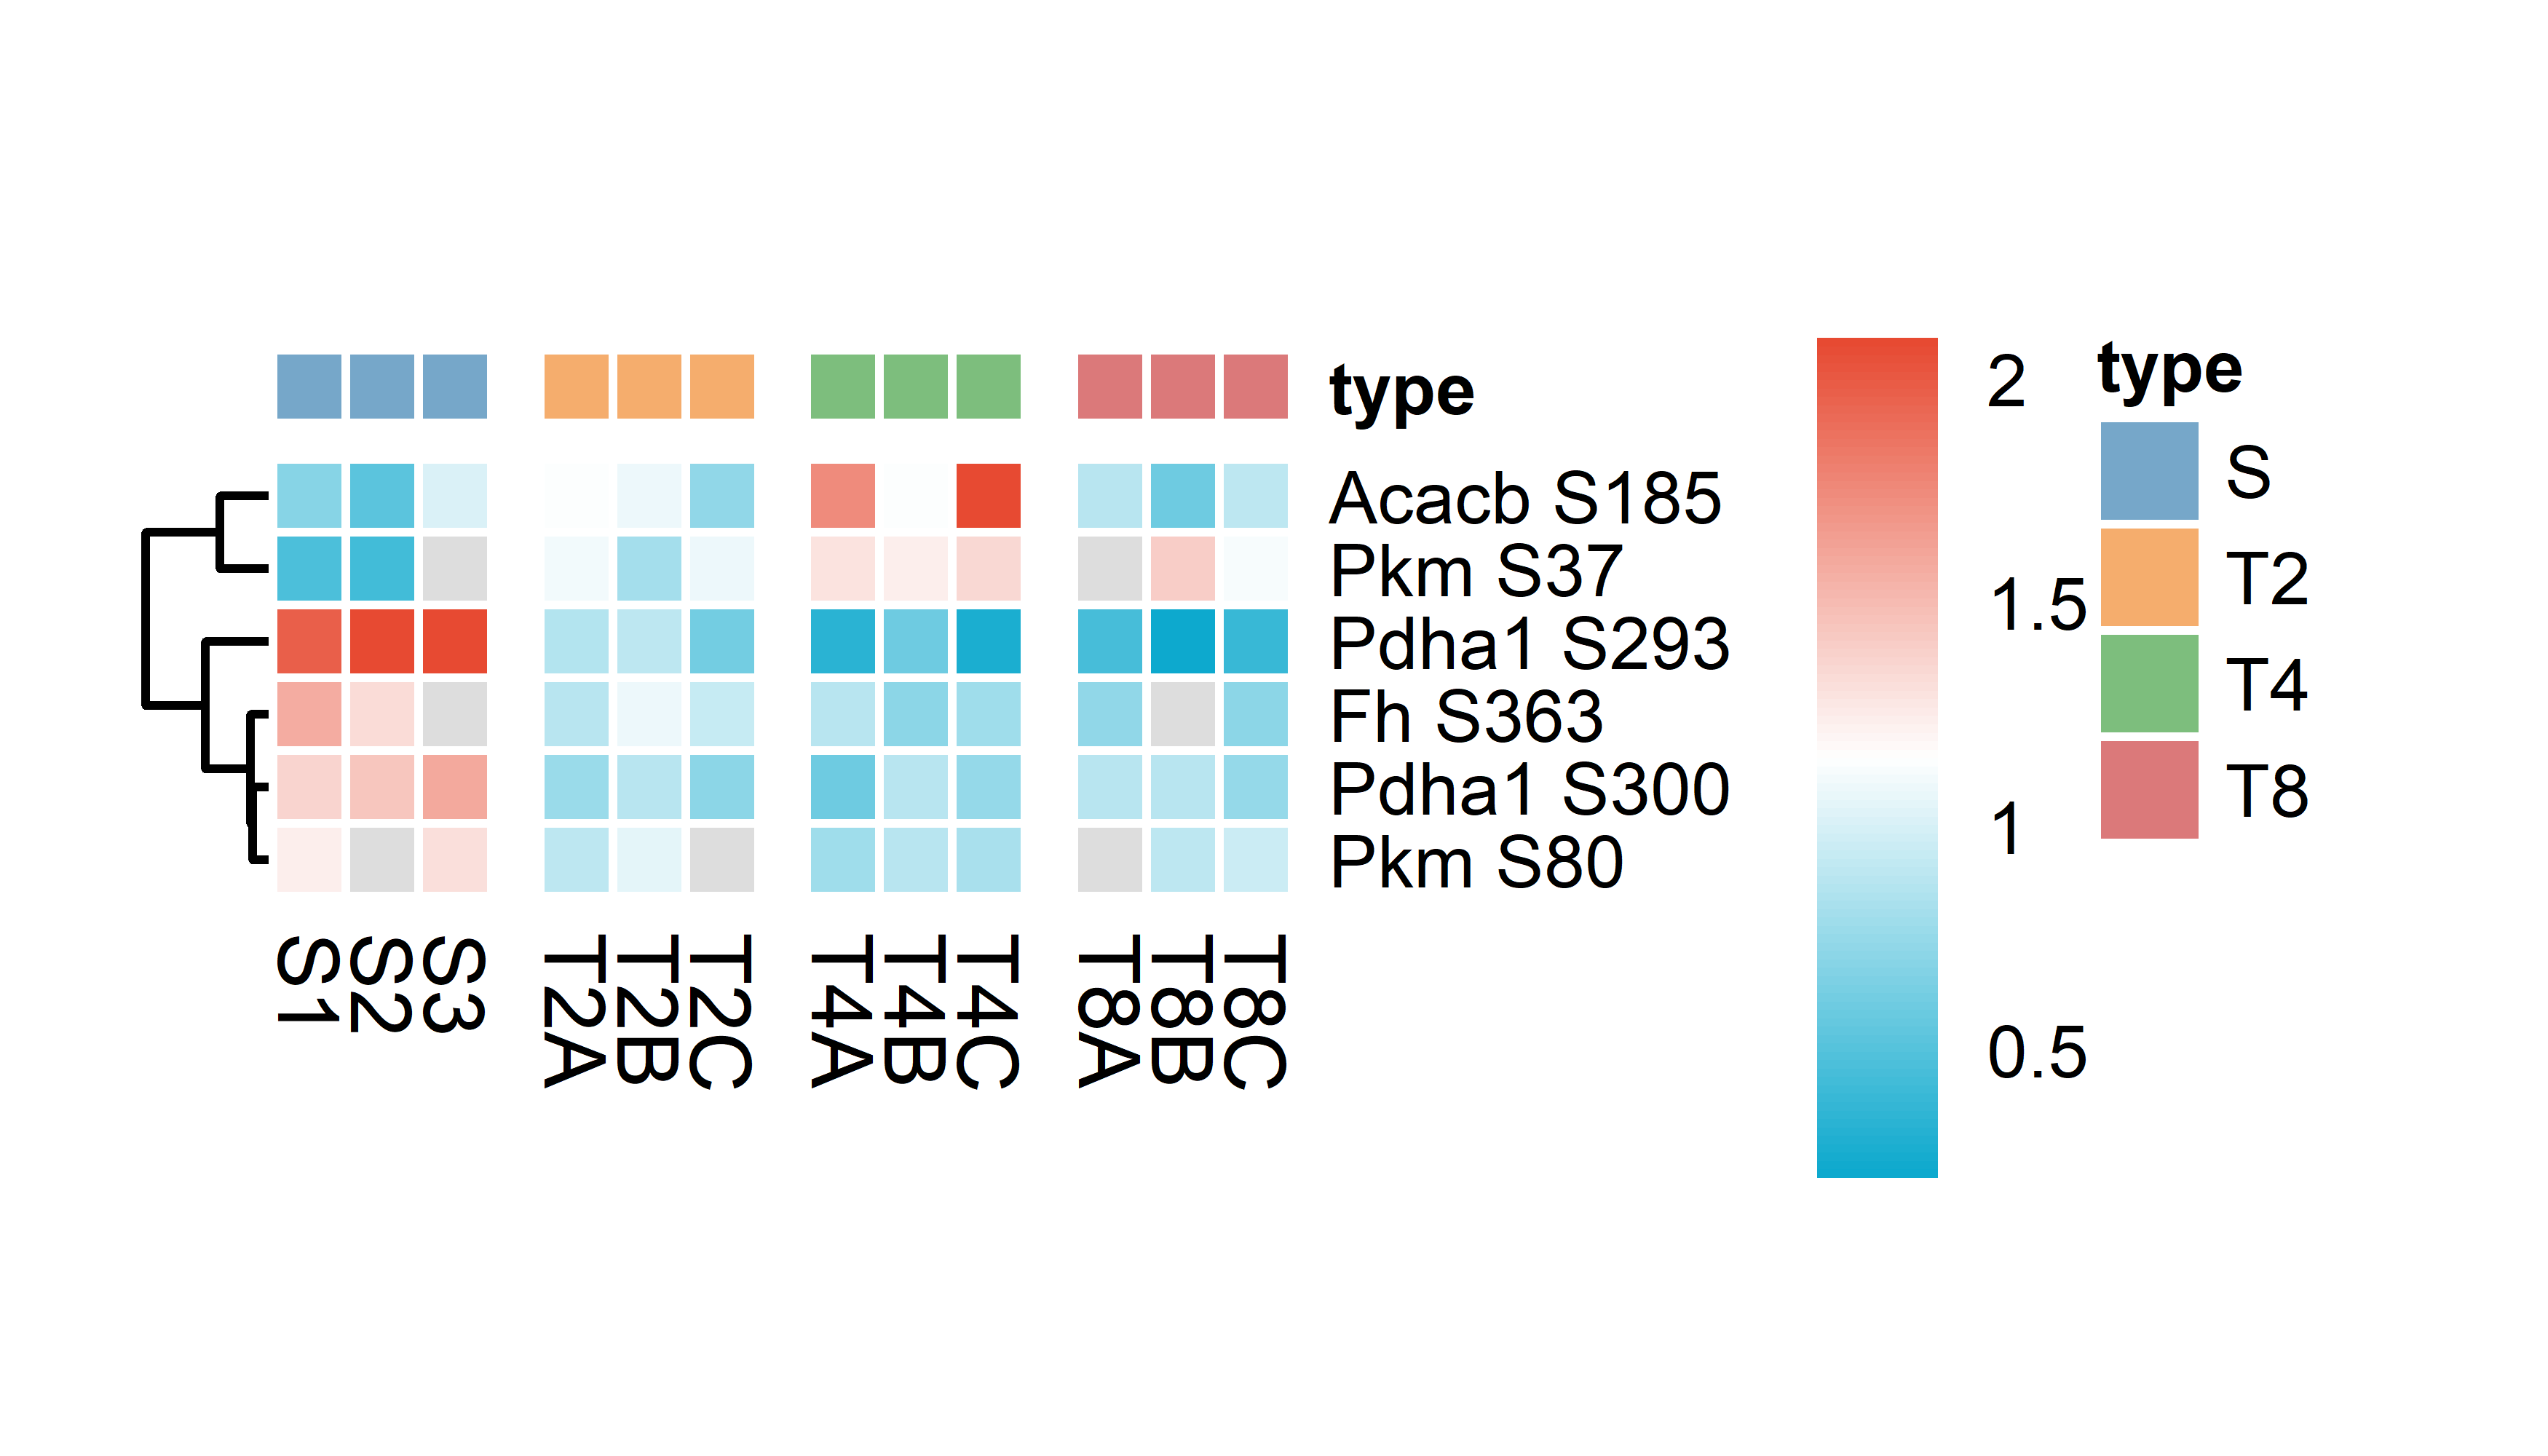 type
Acacb S185
Pkm S37
Pdha1 S293
Fh S363
Pdha1 S300
Pkm S80
S1
S2
S3
T2A
T2B
T2C
T4A
T4B
T4C
T8A
T8B
T8C
2
1.5
1
0.5
type
S
T2
T4
T8